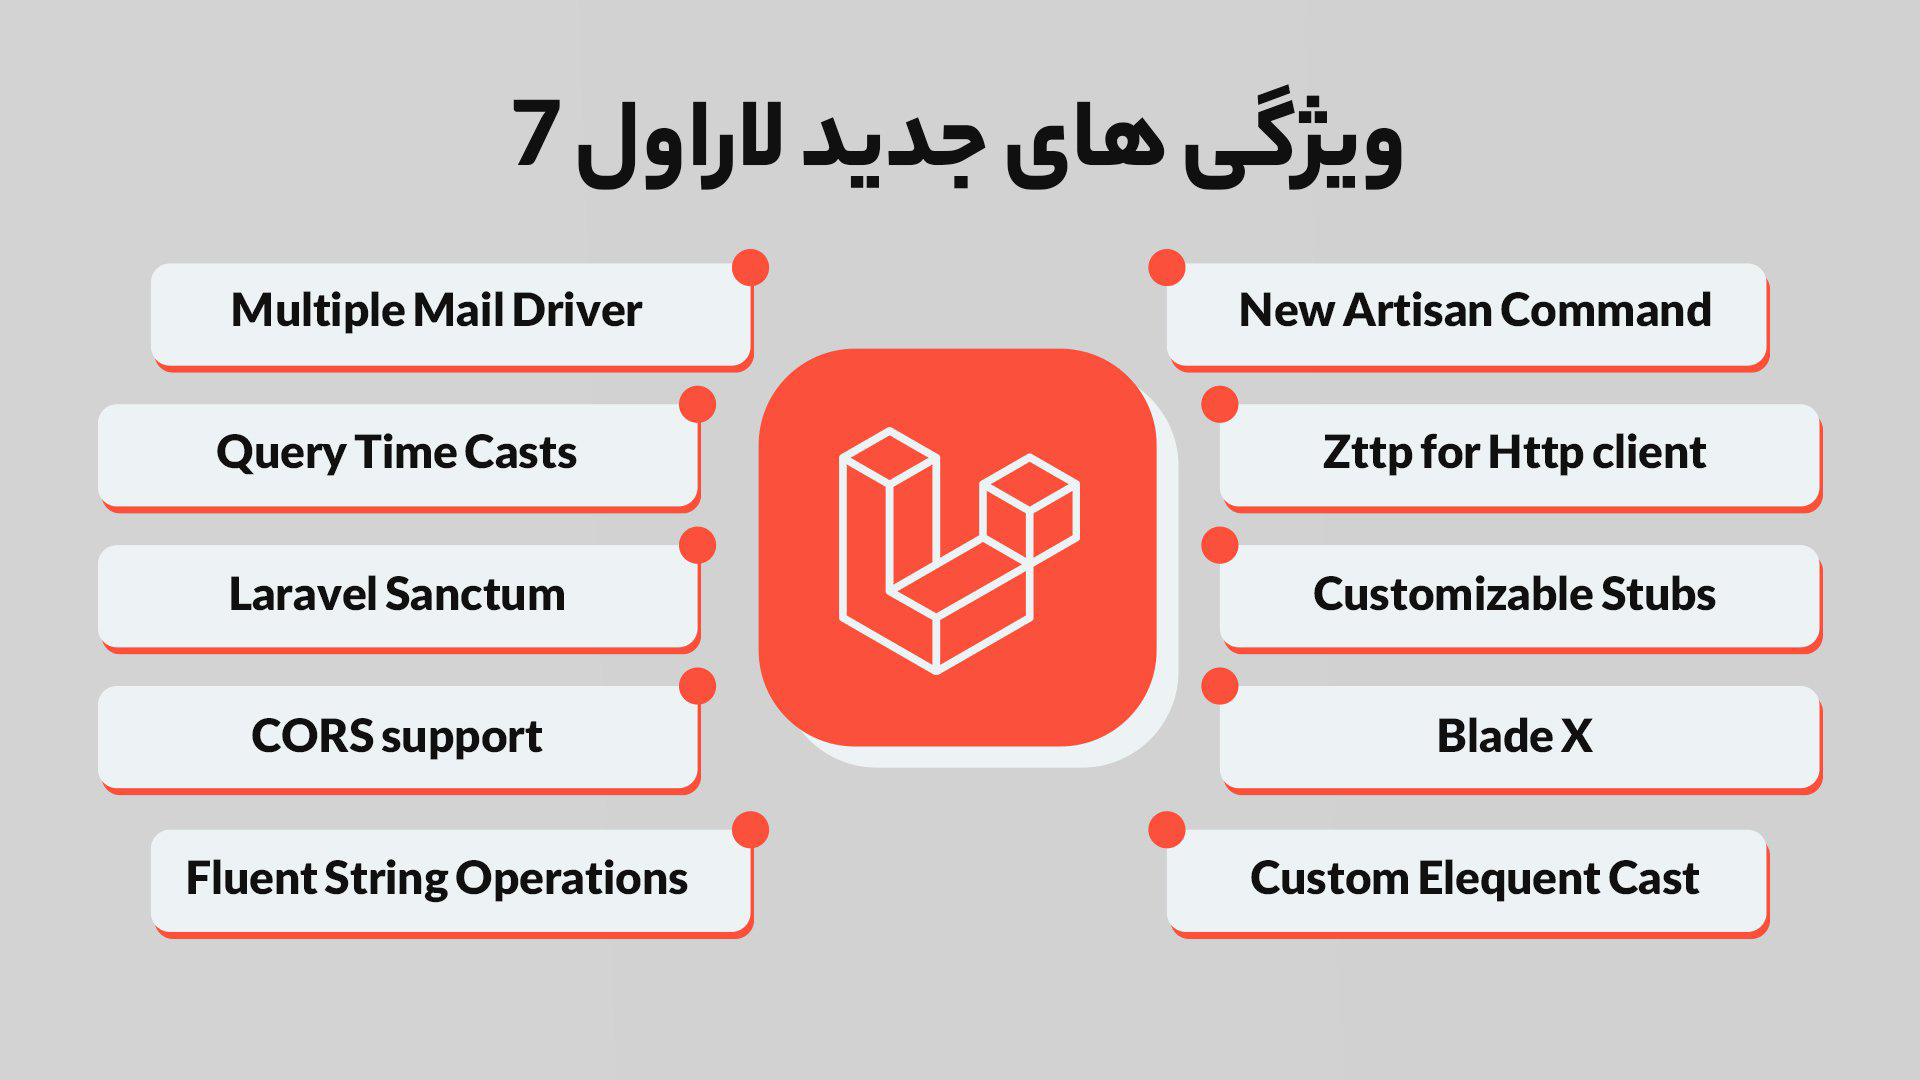 ویژگی های جدید لاراول 7
Multiple Mail Driver
Query Time Casts
Laravel Sanctum
CORS support
Fluent String Operations
New Artisan Command
Zttp for Http client
Customizable Stubs
Blade X
Custom Elequent Cast